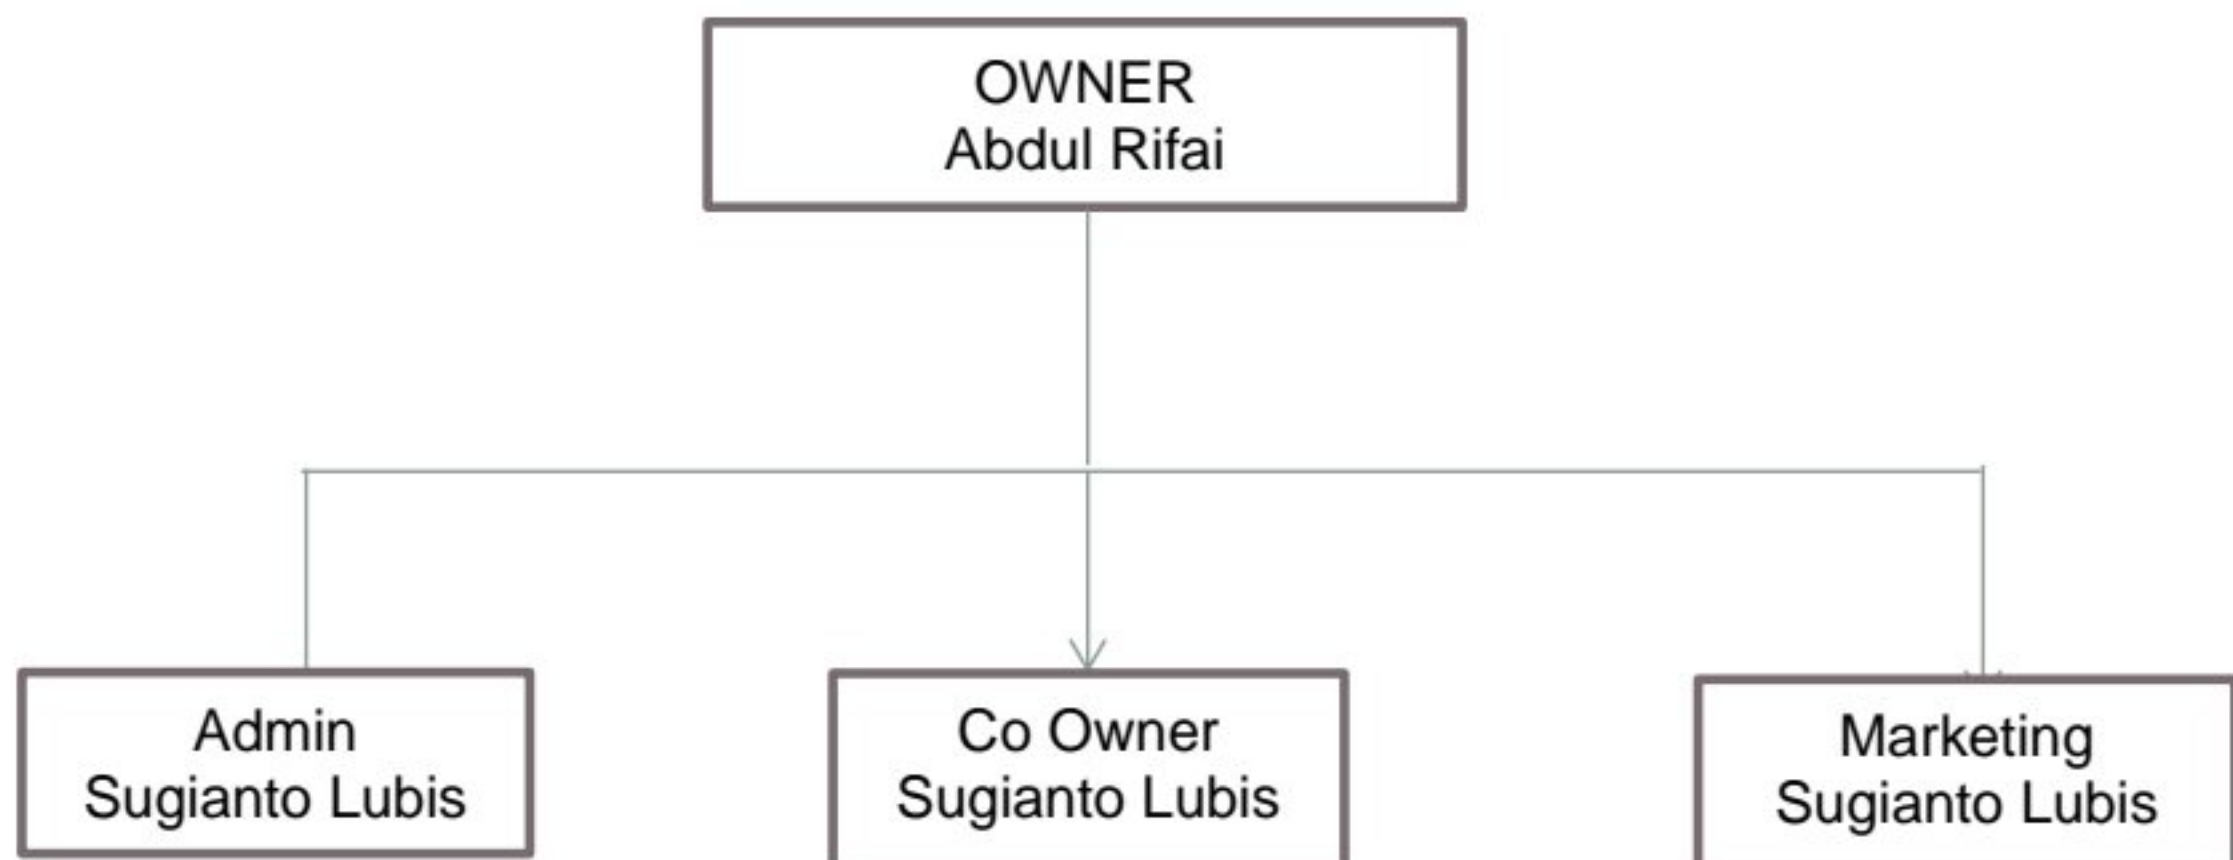 OWNER
Abdul Rifai
Admin
Sugianto Lubis
Co Owner
Sugianto Lubis
Marketing
Sugianto Lubis